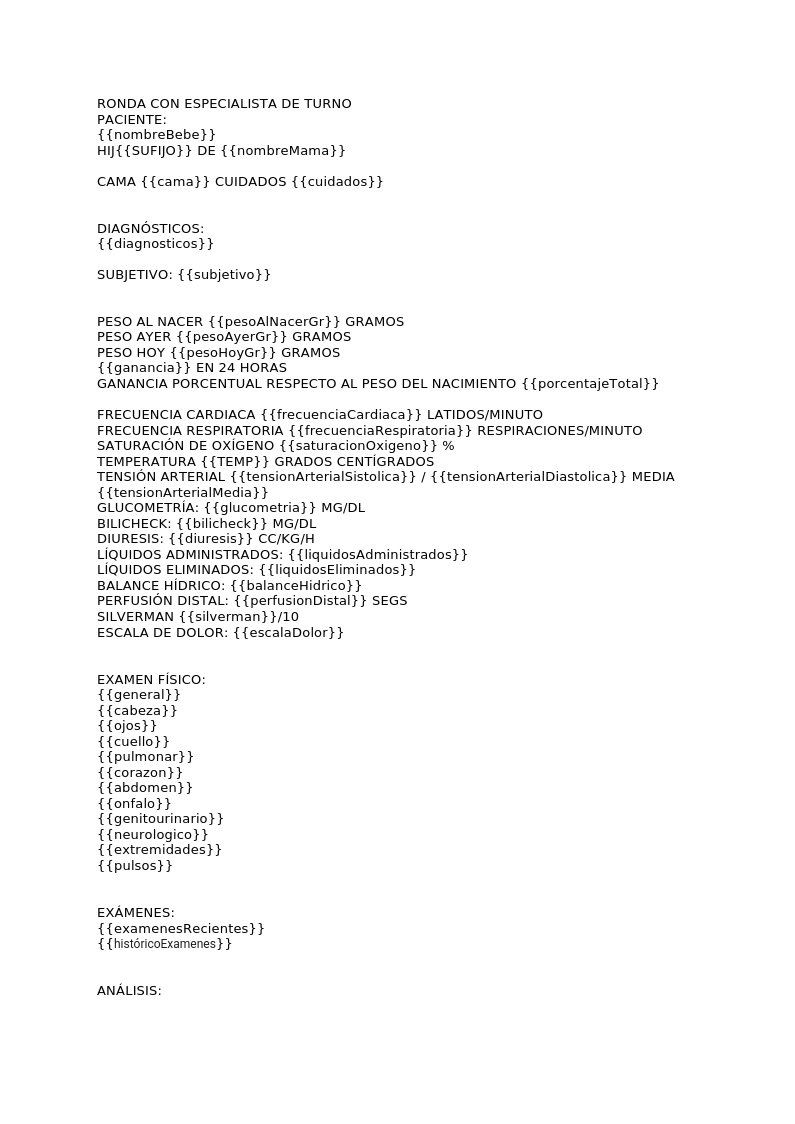 RONDA CON ESPECIALISTA DE TURNO
PACIENTE:
{{nombreBebe}}
HIJ{{SUFIJO}} DE {{nombreMama}}
CAMA {{cama}} CUIDADOS {{cuidados}}
DIAGNÓSTICOS:
{{diagnosticos}}
SUBJETIVO: {{subjetivo}}
PESO AL NACER {{pesoAlNacerGr}} GRAMOS
PESO AYER {{pesoAyerGr}} GRAMOS
PESO HOY {{pesoHoyGr}} GRAMOS
{{ganancia}} EN 24 HORAS
GANANCIA PORCENTUAL RESPECTO AL PESO DEL NACIMIENTO {{porcentajeTotal}}
FRECUENCIA CARDIACA {{frecuenciaCardiaca}} LATIDOS/MINUTO
FRECUENCIA RESPIRATORIA {{frecuenciaRespiratoria}} RESPIRACIONES/MINUTO
SATURACIÓN DE OXÍGENO {{saturacionOxigeno}} %
TEMPERATURA {{TEMP}} GRADOS CENTÍGRADOS
TENSIÓN ARTERIAL {{tensionArterialSistolica}} / {{tensionArterialDiastolica}} MEDIA
{{tensionArterialMedia}}
GLUCOMETRÍA: {{glucometria}} MG/DL
BILICHECK: {{bilicheck}} MG/DL
DIURESIS: {{diuresis}} CC/KG/H
LÍQUIDOS ADMINISTRADOS: {{liquidosAdministrados}}
LÍQUIDOS ELIMINADOS: {{liquidosEliminados}}
BALANCE HÍDRICO: {{balanceHidrico}}
PERFUSIÓN DISTAL: {{perfusionDistal}} SEGS
SILVERMAN {{silverman}}/10
ESCALA DE DOLOR: {{escalaDolor}}
EXAMEN FÍSICO:
{{general}}
{{cabeza}}
{{ojos}}
{{cuello}}
{{pulmonar}}
{{corazon}}
{{abdomen}}
{{onfalo}}
{{genitourinario}}
{{neurologico}}
{{extremidades}}
{{pulsos}}
EXÁMENES:
{{examenesRecientes}}
{{históricoExamenes}}
ANÁLISIS: